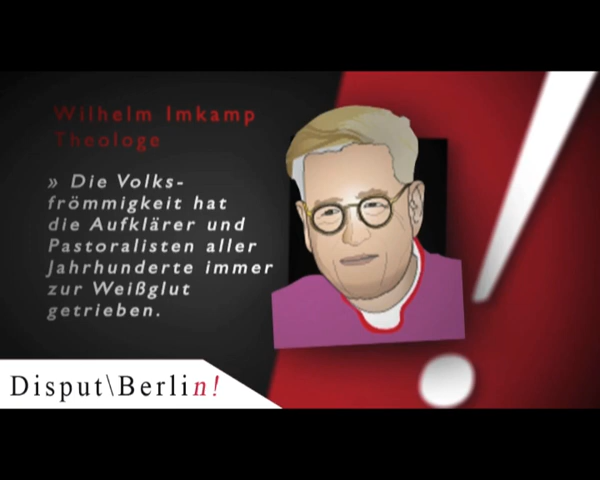 Wilhelm Imkamp
Theologe
» Die Volks-
frömmigkeit hat
die Aufklärer und
Pastoralisten aller
Jahrhunderte immer
zur Weißglut
getrieben.
Disput\Berlin!